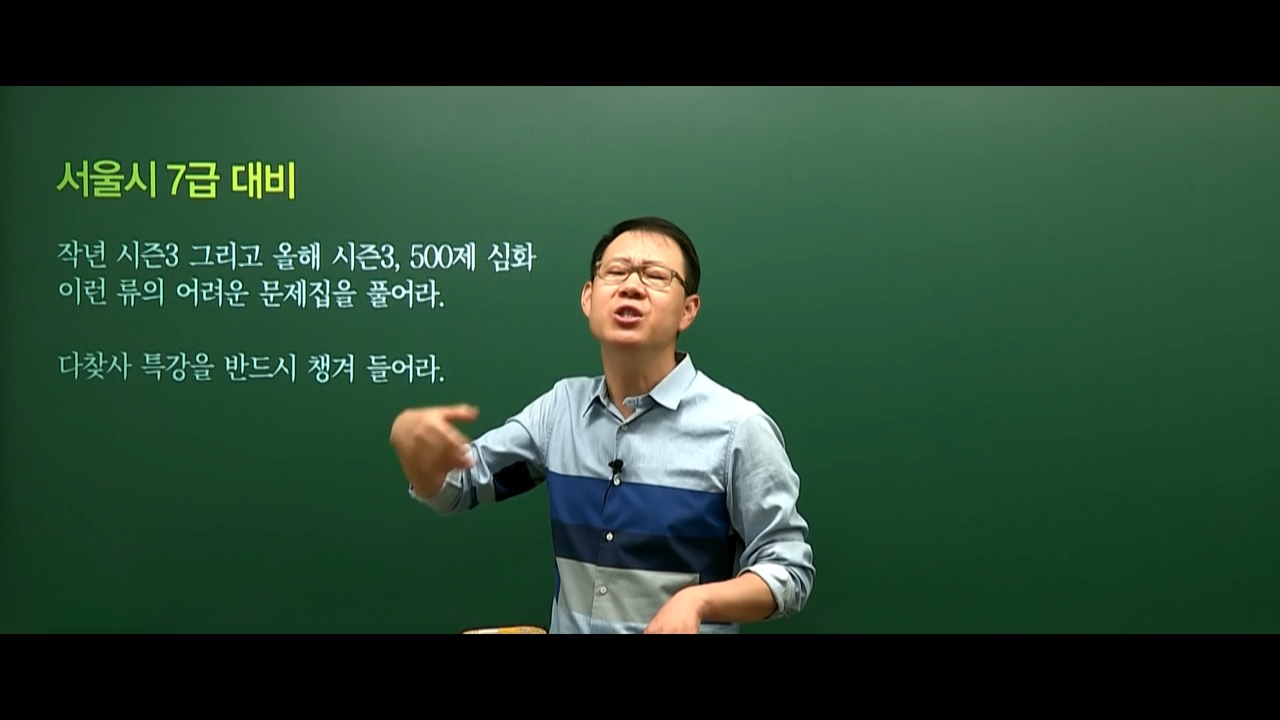 서울시 7급 대비
작년 시즌3 그리고 올해 시즌3, 500제 심화
이런 류의 어려운 문제집을 풀어라.
다찾사 특강을 반드시 챙겨 들어라.